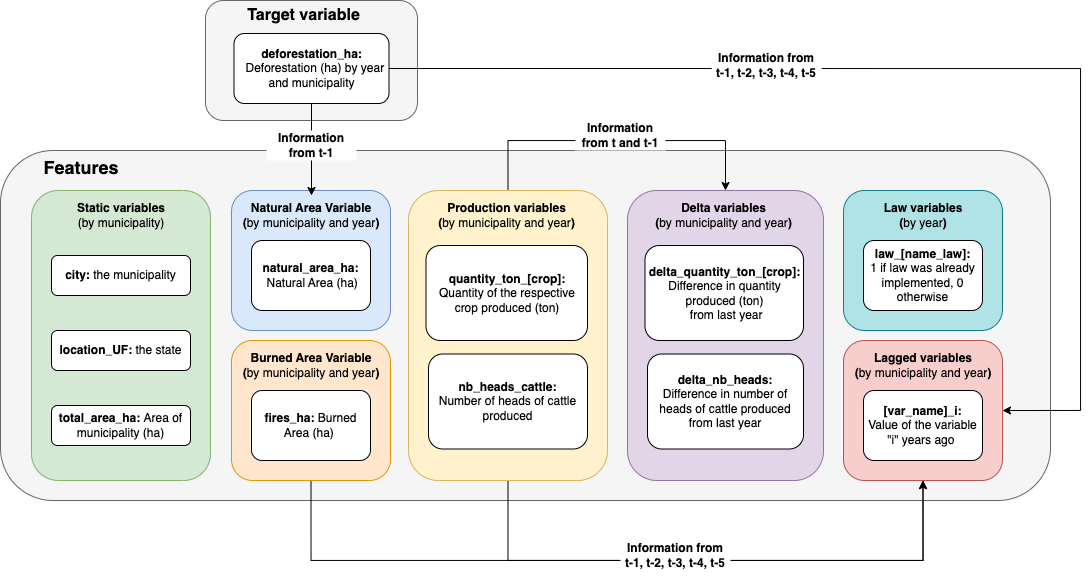 Target variable
deforestation_ha:
Deforestation (ha) by year
and municipality
Information from
t-1, t-2, t-3, t-4, t-5
Information
from t-1
Information
from t and t-1
Features
Static variables
(by municipality)
city: the municipality
location_UF: the state
total_area_ha: Area of
municipality (ha)
Natural Area Variable
(by municipality and year)
natural_area_ha:
Natural Area (ha)
Burned Area Variable
(by municipality and year)
fires_ha: Burned
Area (ha)
Production variables
(by municipality and year)
quantity_ton_[crop]:
Quantity of the respective
crop produced (ton)
nb_heads_cattle:
Number of heads of cattle
produced
Delta variables
(by municipality and year)
delta_quantity_ton_[crop]:
Difference in quantity
produced (ton)
from last year
delta_nb_heads:
Difference in number of
heads of cattle produced
from last year
Law variables
(by year)
law_[name_law]:
1 if law was already
implemented, 0
otherwise
Lagged variables
(by municipality and year)
[var_name]_i:
Value of the variable
"i" years ago
Information from
t-1, t-2, t-3, t-4, t-5